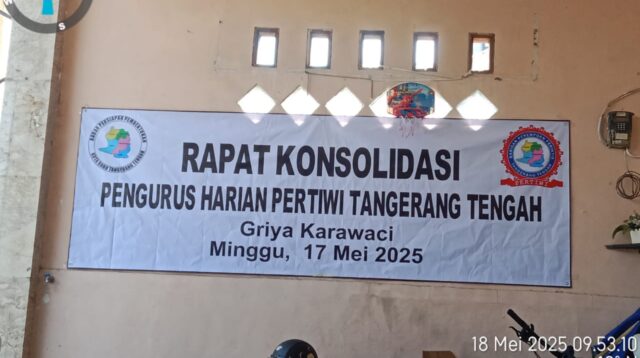 RAPAT KONSOLIDASI
PENGURUS HARIAN PERTIWI TANGERANG TENGAH
Griya Karawaci
Minggu, 17 Mei 2025
PERTIWI
S
18 Mei 2025 09.53.10